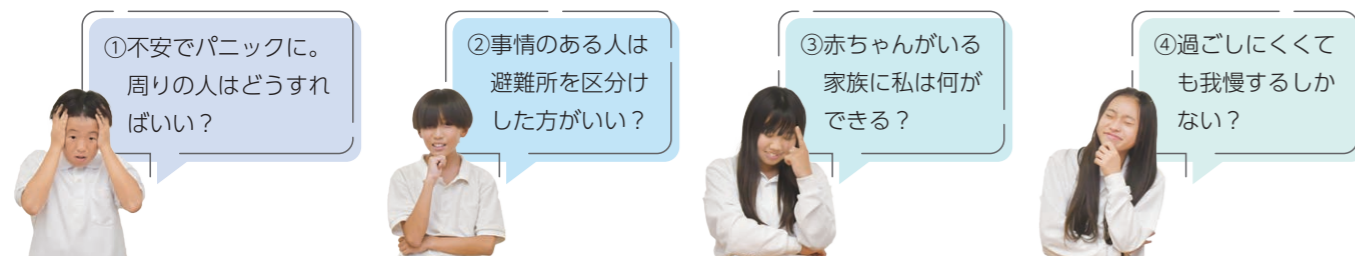 ①不安でパニックに。
周りの人はどうすれ
ばいい？
②事情のある人は
避難所を区分け
した方がいい？
③赤ちゃんがいる
家族に私は何が
できる？
④過ごしにくくて
も我慢するしか
ない？